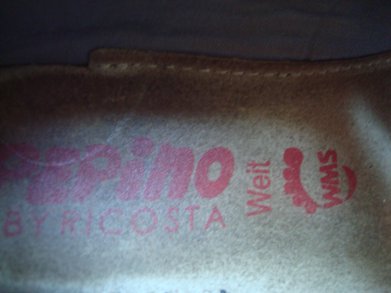 PEPino
BY RICOSTA
Weit
WMS